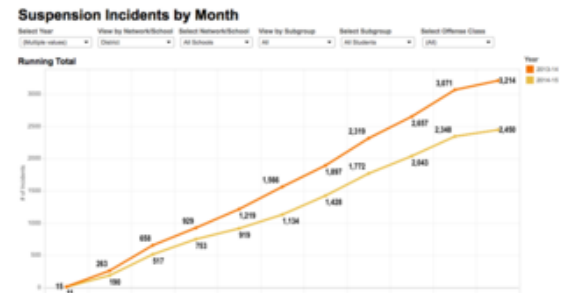 Suspension Incidents by Month
Select Year View by Network/School Select Network/School View by Subgroup Select Subgroup Select Offense Class
(Multiple values) District All Schools All All Students (All)
Running Total
Year
2013-14
2014-15
# of Incidents
3000
2500
2000
1500
1000
500
0
3,071 3,214
2,319 2,657 2,348 2,450
1,566 1,897 1,772 2,043
929 1,219 1,134 1,428
658 753 919
263 517
15 190